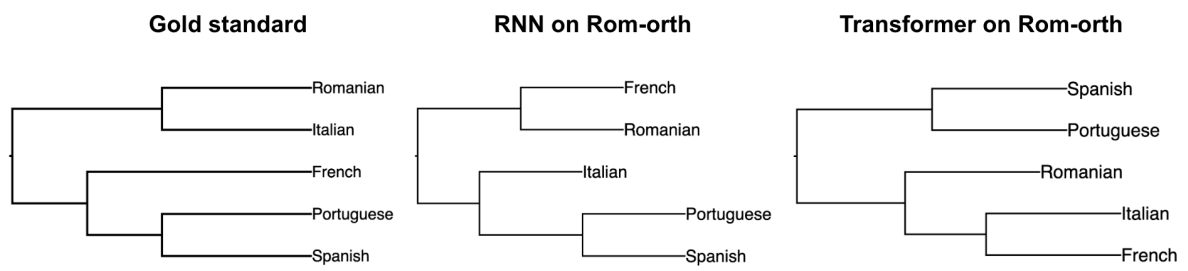 Gold standard
Romanian
Italian
French
Portuguese
Spanish
RNN on Rom-orth
French
Romanian
Italian
Portuguese
Spanish
Transformer on Rom-orth
Spanish
Portuguese
Romanian
Italian
French